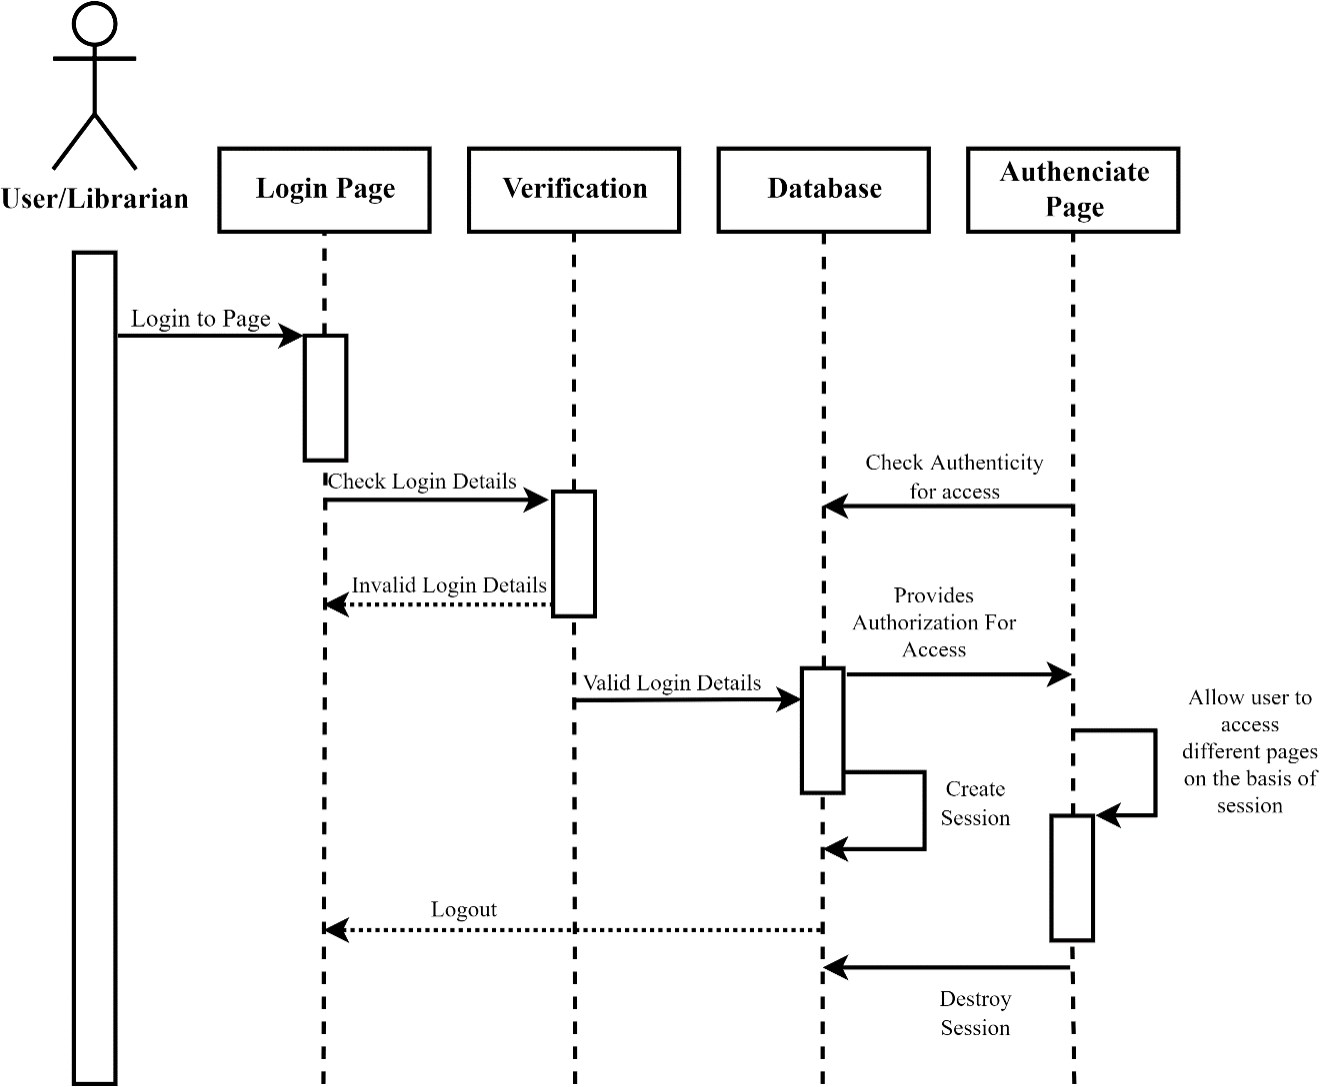 User/Librarian
Login Page
Verification
Database
Authenciate
Page
Login to Page
Check Login Details
Check Authenticity
for access
Invalid Login Details
Provides
Authorization For
Access
Valid Login Details
Allow user to
access
different pages
on the basis of
session
Create
Session
Logout
Destroy
Session